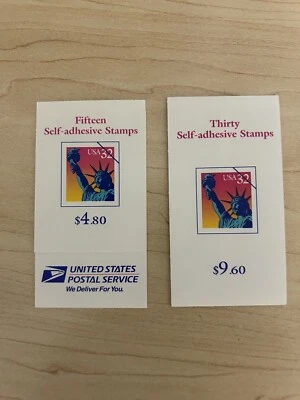 Fifteen
Self-adhesive Stamps
USA 32
$4.80
UNITED STATES
POSTAL SERVICE
We Deliver For You.
Thirty
Self-adhesive Stamps
USA 32
$9.60